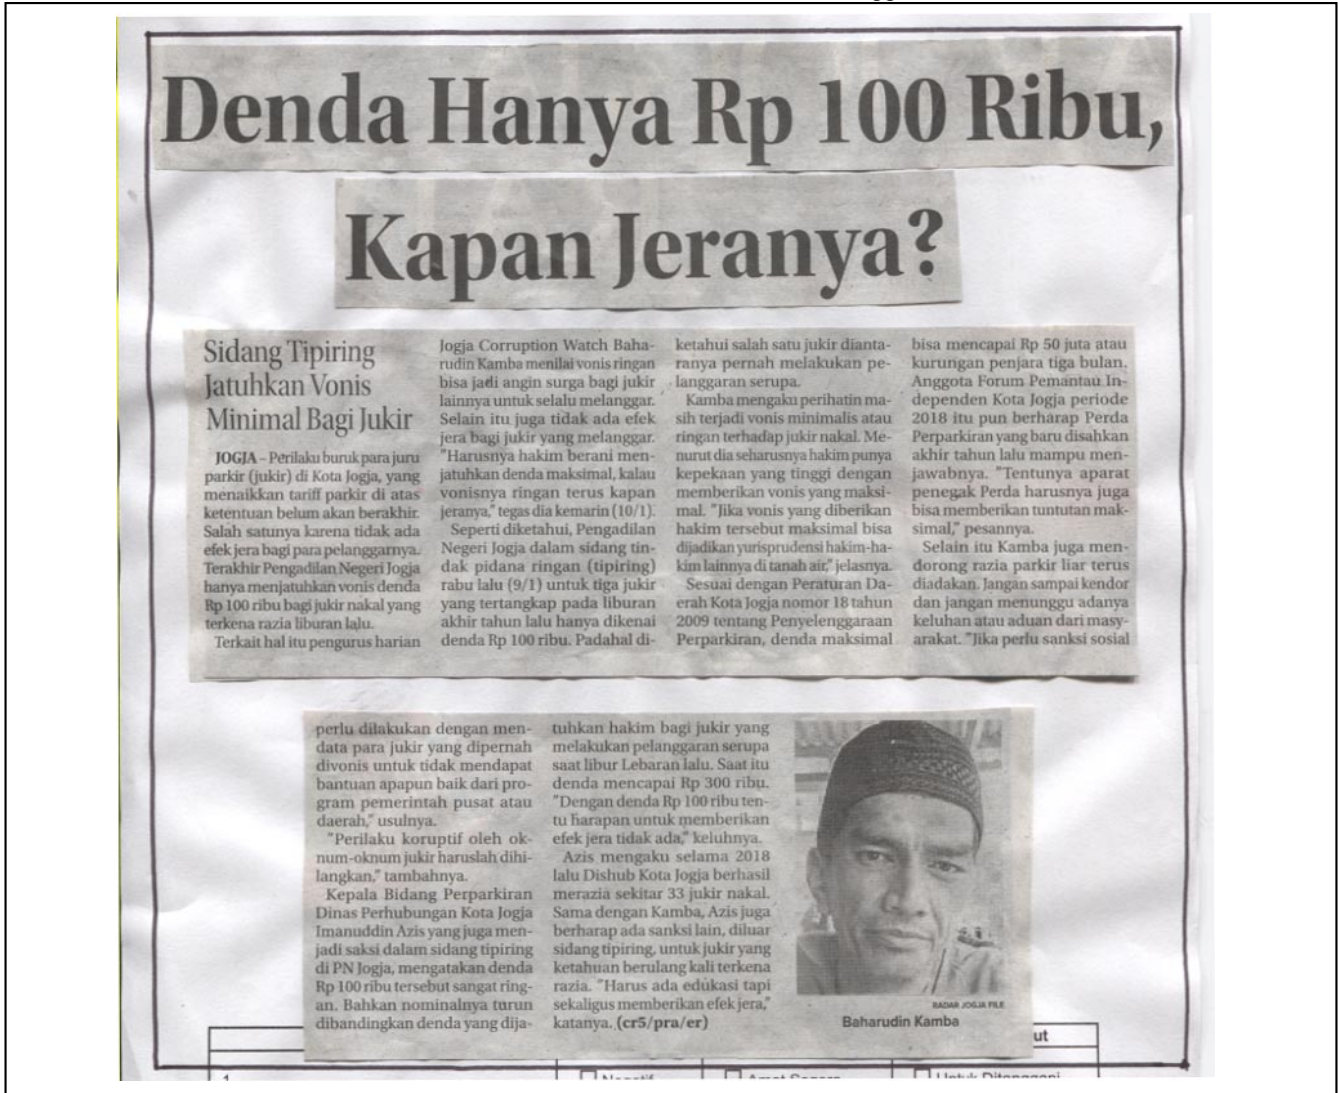 Denda Hanya Rp 100 Ribu,
Kapan Jeranya?
Sidang Tipiring
Jatuhkan Vonis
Minimal Bagi Jukir
JOGJA – Perilaku buruk para juru
parkir (jukir) di Kota Jogja, yang
menaikkan tariff parkir di atas
ketentuan belum akan berakhir.
Salah satunya karena tidak ada
efek jera bagi para pelanggarnya.
Terakhir Pengadilan Negeri Jogja
hanya menjatuhkan vonis denda
Rp 100 ribu bagi jukir nakal yang
terkena razia liburan lalu.
Terkait hal itu pengurus harian
Jogja Corruption Watch Baha-
rudin Kamba menilai vonis ringan
bisa jadi angin surga bagi jukir
lainnya untuk selalu melanggar.
Selain itu juga tidak ada efek
jera bagi jukir yang melanggar.
"Harusnya hakim berani men-
jatuhkan denda maksimal, kalau
vonisnya ringan terus kapan
jeranya," tegas dia kemarin (10/1).
Seperti diketahui, Pengadilan
Negeri Jogja dalam sidang tin-
dak pidana ringan (tipiring)
rabu lalu (9/1) untuk tiga jukir
yang tertangkap pada liburan
akhir tahun lalu hanya dikenai
denda Rp 100 ribu. Padahal di-
ketahui salah satu jukir dianta-
ranya pernah melakukan pe-
langgaran serupa.
Kamba mengaku perihatin ma-
sih terjadi vonis minimalis atau
ringan terhadap jukir nakal. Me-
nurut dia seharusnya hakim punya
kepekaan yang tinggi dengan
memberikan vonis yang maksi-
mal. "Jika vonis yang diberikan
hakim tersebut maksimal bisa
dijadikan yurisprudensi hakim-ha-
kim lainnya di tanah air," jelasnya.
Sesuai dengan Peraturan Da-
erah Kota Jogja nomor 18 tahun
2009 tentang Penyelenggaraan
Perparkiran, denda maksimal
bisa mencapai Rp 50 juta atau
kurungan penjara tiga bulan.
Anggota Forum Pemantau In-
dependen Kota Jogja periode
2018 itu pun berharap Perda
Perparkiran yang baru disahkan
akhir tahun lalu mampu men-
jawabnya. "Tentunya aparat
penegak Perda harusnya juga
bisa memberikan tuntutan mak-
simal," pesannya.
Selain itu Kamba juga men-
dorong razia parkir liar terus
diadakan. Jangan sampai kendor
dan jangan menunggu adanya
keluhan atau aduan dari masy-
arakat. "Jika perlu sanksi sosial
perlu dilakukan dengan men-
data para jukir yang dipernah
divonis untuk tidak mendapat
bantuan apapun baik dari pro-
gram pemerintah pusat atau
daerah," usulnya.
"Perilaku koruptif oleh ok-
num-oknum jukir haruslah dihi-
langkan," tambahnya.
Kepala Bidang Perparkiran
Dinas Perhubungan Kota Jogja
Imanuddin Azis yang juga men-
jadi saksi dalam sidang tipiring
di PN Jogja, mengatakan denda
Rp 100 ribu tersebut sangat ring-
an. Bahkan nominalnya turun
dibandingkan denda yang dija-
tuhkan hakim bagi jukir yang
melakukan pelanggaran serupa
saat libur Lebaran lalu. Saat itu
denda mencapai Rp 300 ribu.
"Dengan denda Rp 100 ribu ten-
tu harapan untuk memberikan
efek jera tidak ada," keluhnya.
Azis mengaku selama 2018
lalu Dishub Kota Jogja berhasil
merazia sekitar 33 jukir nakal.
Sama dengan Kamba, Azis juga
berharap ada sanksi lain, diluar
sidang tipiring, untuk jukir yang
ketahuan berulang kali terkena
razia. "Harus ada edukasi tapi
sekaligus memberikan efek jera,"
katanya. (cr5/pra/er)
RADAR JOGJA FILE
Baharudin Kamba
ut